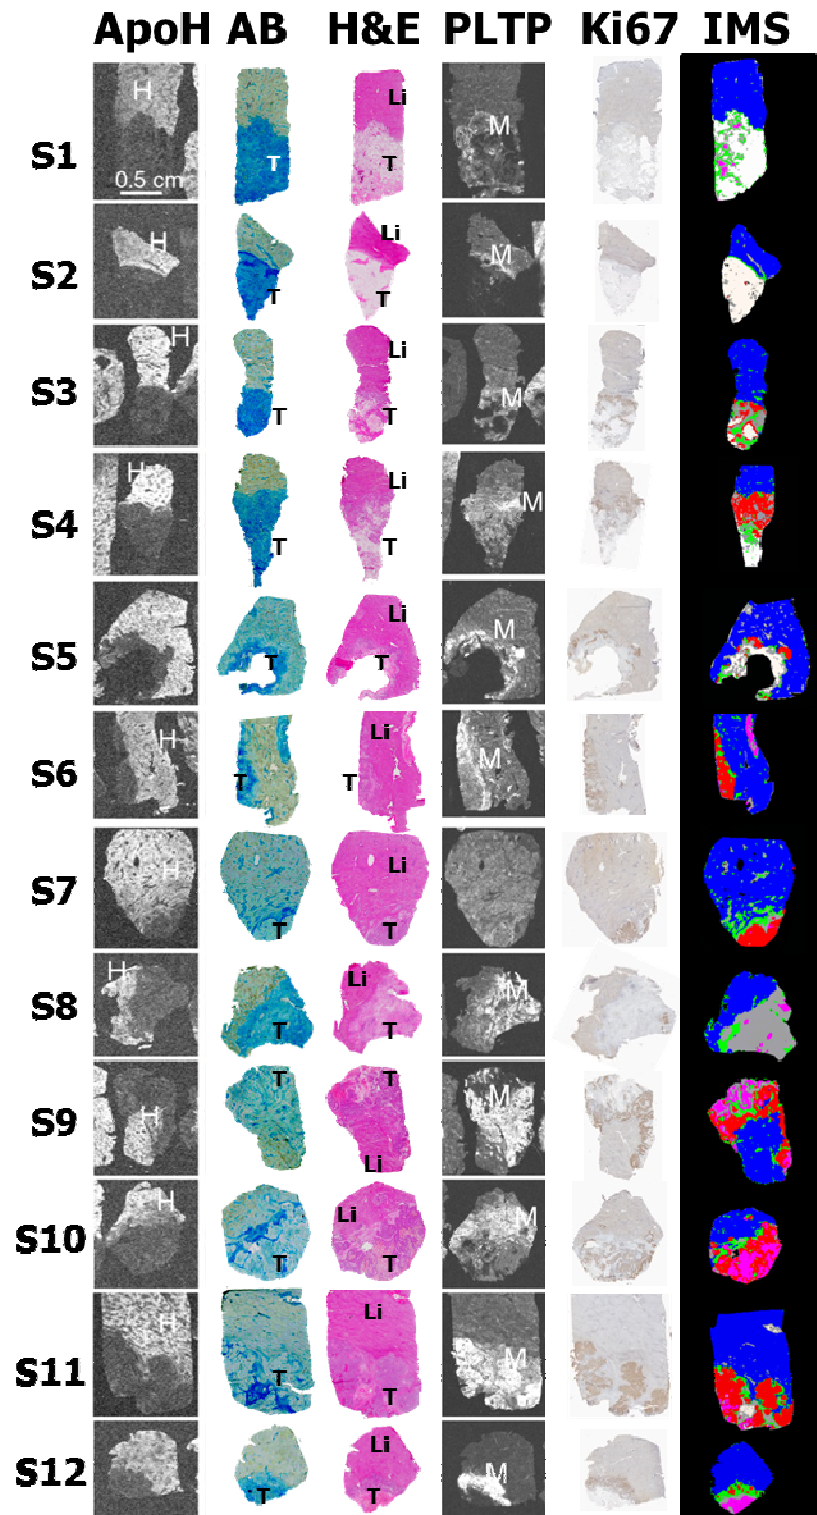 ApoH AB H&E PLTP Ki67 IMS
S1 H T Li T M
0.5 cm
S2 H T Li T M
S3 H T Li T M
S4 H T Li T M
S5 H T Li T M
S6 H T Li T M
S7 H T Li T
S8 H T Li T M
S9 H T T Li M
S10 H T Li T M
S11 H T Li T M
S12 T Li T M